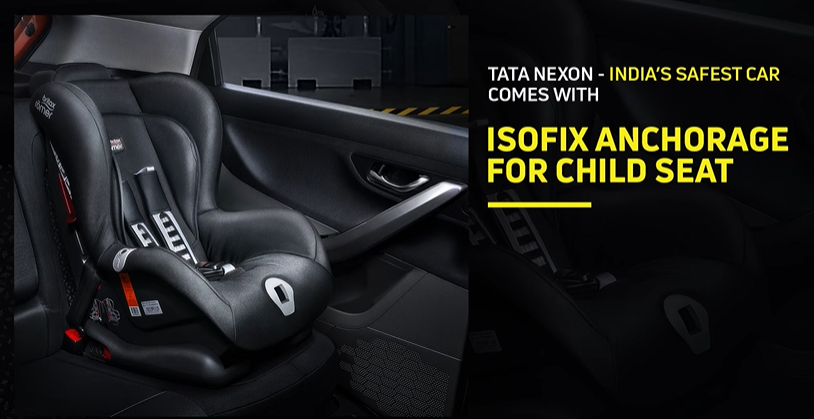 TATA NEXON - INDIA'S SAFEST CAR
COMES WITH
ISOFIX ANCHORAGE
FOR CHILD SEAT